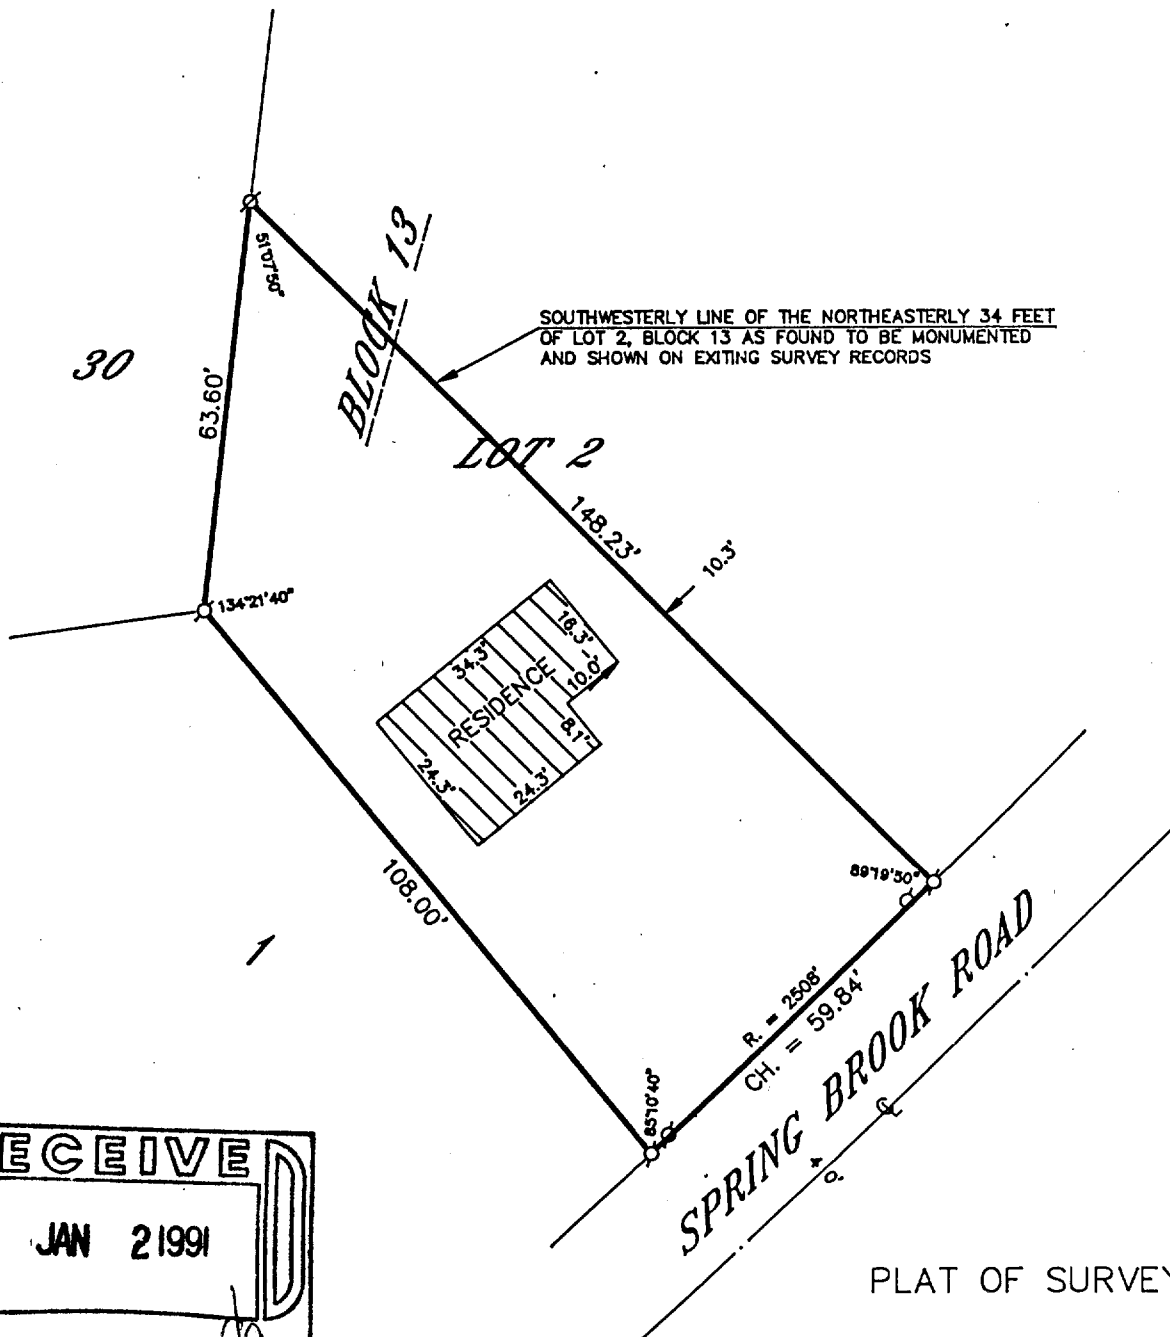 51°07'50"
BLOCK 13
SOUTHWESTERLY LINE OF THE NORTHEASTERLY 34 FEET
OF LOT 2, BLOCK 13 AS FOUND TO BE MONUMENTED
AND SHOWN ON EXITING SURVEY RECORDS
30
63.60'
LOT 2
148.23'
10.3'
134°21'40"
16.3'
34.3'
10.0'
RESIDENCE
8.1'
24.3'
24.3'
108.00'
89°19'50"
1
R. = 2508'
CH. = 59.84'
SPRING BROOK ROAD
85°10'40"
40'
ECEIVE D
JAN 2 1991
PLAT OF SURVEY